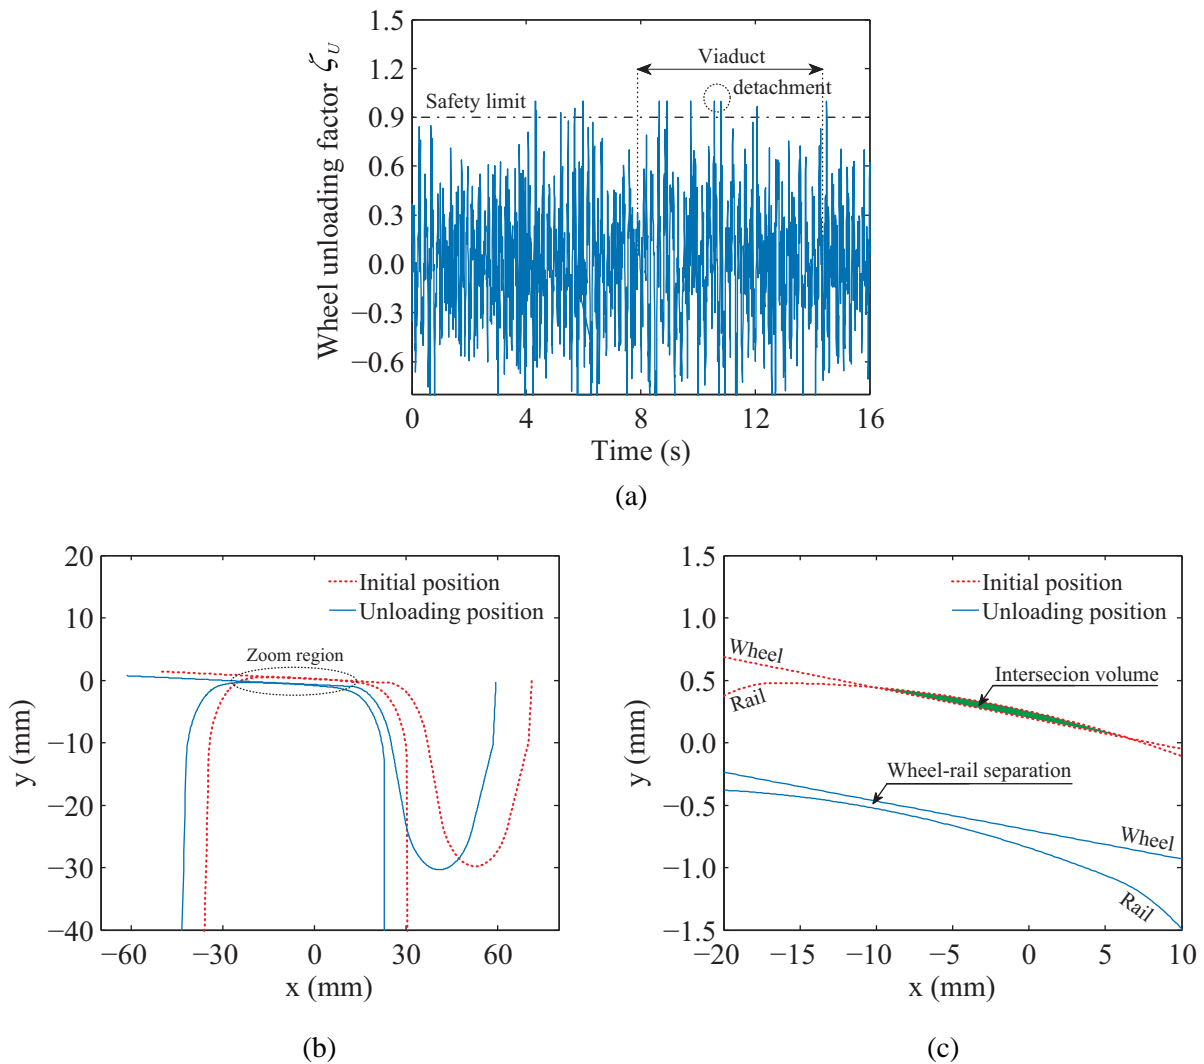 1.5
1.2
0.9
0.6
0.3
0.0
−0.3
−0.6
Wheel unloading factor ζU
Viaduct
detachment
Safety limit
0 4 8 12 16
Time (s)
(a)
20
10
0
−10
−20
−30
−40
y (mm)
Initial position
Unloading position
Zoom region
−60 −30 0 30 60
x (mm)
(b)
1.5
1.0
0.5
0.0
−0.5
−1.0
−1.5
y (mm)
Initial position
Unloading position
Wheel
Rail
Intersecion volume
Wheel-rail separation
Wheel
Rail
−20 −15 −10 −5 0 5 10
x (mm)
(c)